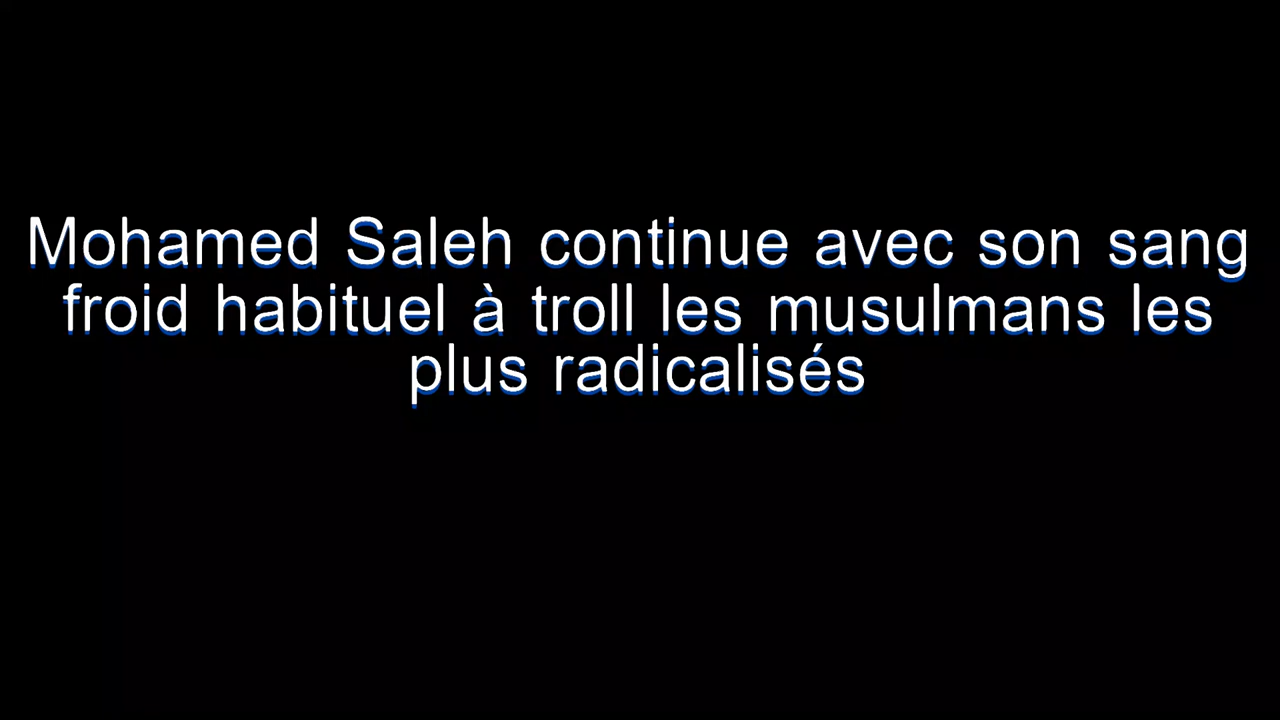 Mohamed Saleh continue avec son sang
froid habituel à troll les musulmans les
plus radicalisés